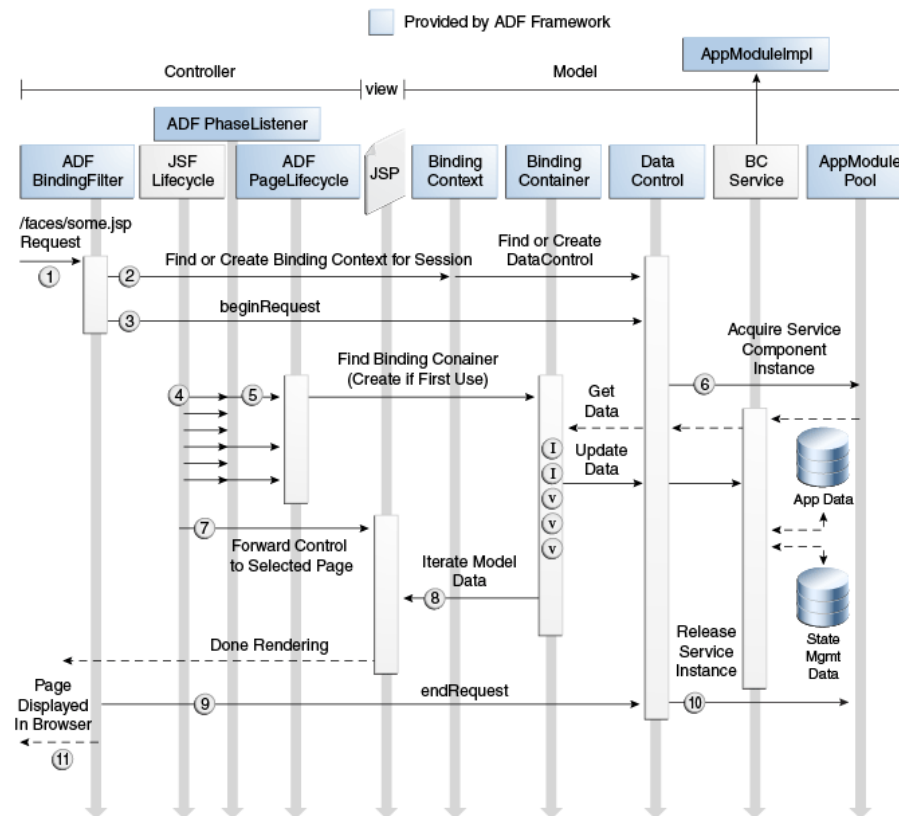 Provided by ADF Framework
AppModuleImpl
Controller
view
Model
ADF PhaseListener
ADF
BindingFilter
JSF
Lifecycle
ADF
PageLifecycle
JSP
Binding
Context
Binding
Container
Data
Control
BC
Service
AppModule
Pool
/faces/some.jsp
Request
1
2
Find or Create Binding Context for Session
Find or Create
DataControl
3
beginRequest
Acquire Service
Component
Instance
6
Find Binding Conainer
(Create if First Use)
4
5
Get
Data
I
I
v
v
v
Update
Data
App Data
7
Forward Control
to Selected Page
Iterate Model
Data
8
State
Mgmt
Data
Release
Service
Instance
Done Rendering
Page
Displayed
In Browser
9
endRequest
10
11